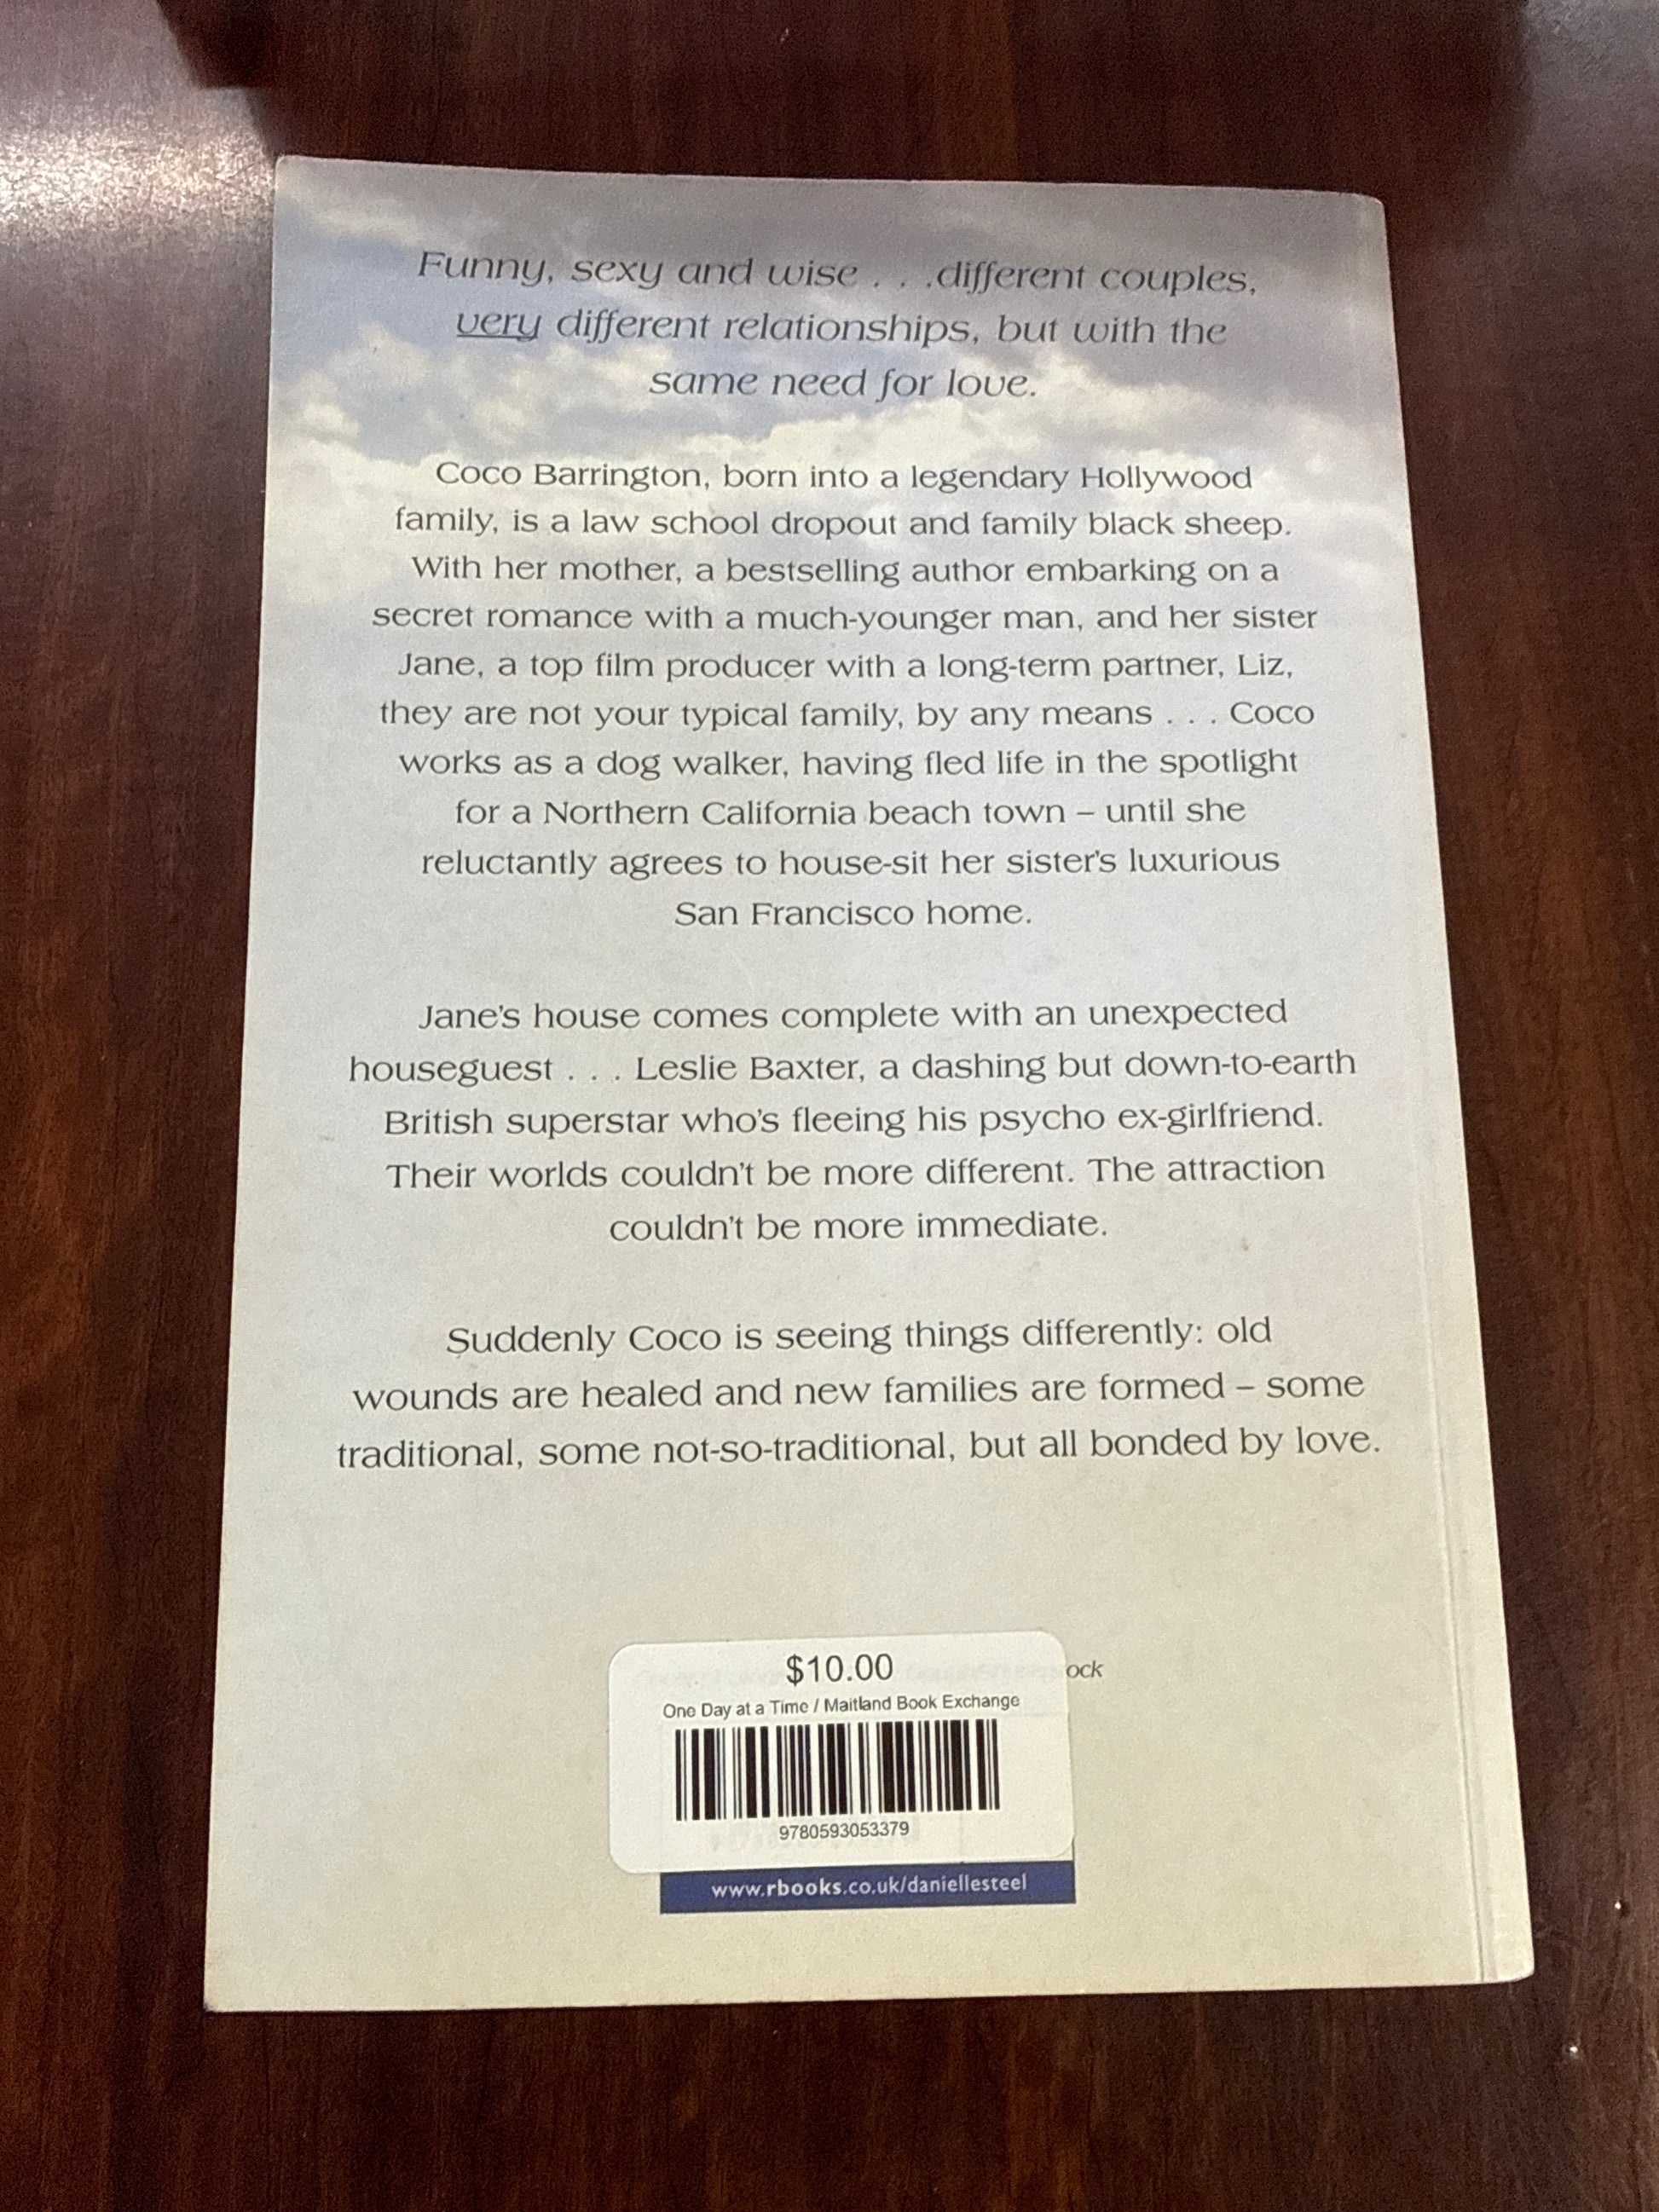 Funny, sexy and wise . . .different couples,
very different relationships, but with the
same need for love.
Coco Barrington, born into a legendary Hollywood
family, is a law school dropout and family black sheep.
With her mother, a bestselling author embarking on a
secret romance with a much-younger man, and her sister
Jane, a top film producer with a long-term partner, Liz,
they are not your typical family, by any means . . . Coco
works as a dog walker, having fled life in the spotlight
for a Northern California beach town – until she
reluctantly agrees to house-sit her sister's luxurious
San Francisco home.
Jane's house comes complete with an unexpected
houseguest . . . Leslie Baxter, a dashing but down-to-earth
British superstar who's fleeing his psycho ex-girlfriend.
Their worlds couldn't be more different. The attraction
couldn't be more immediate.
Suddenly Coco is seeing things differently: old
wounds are healed and new families are formed – some
traditional, some not-so-traditional, but all bonded by love.
$10.00
ock
One Day at a Time / Maitland Book Exchange
9780593053379
www.rbooks.co.uk/daniellesteel